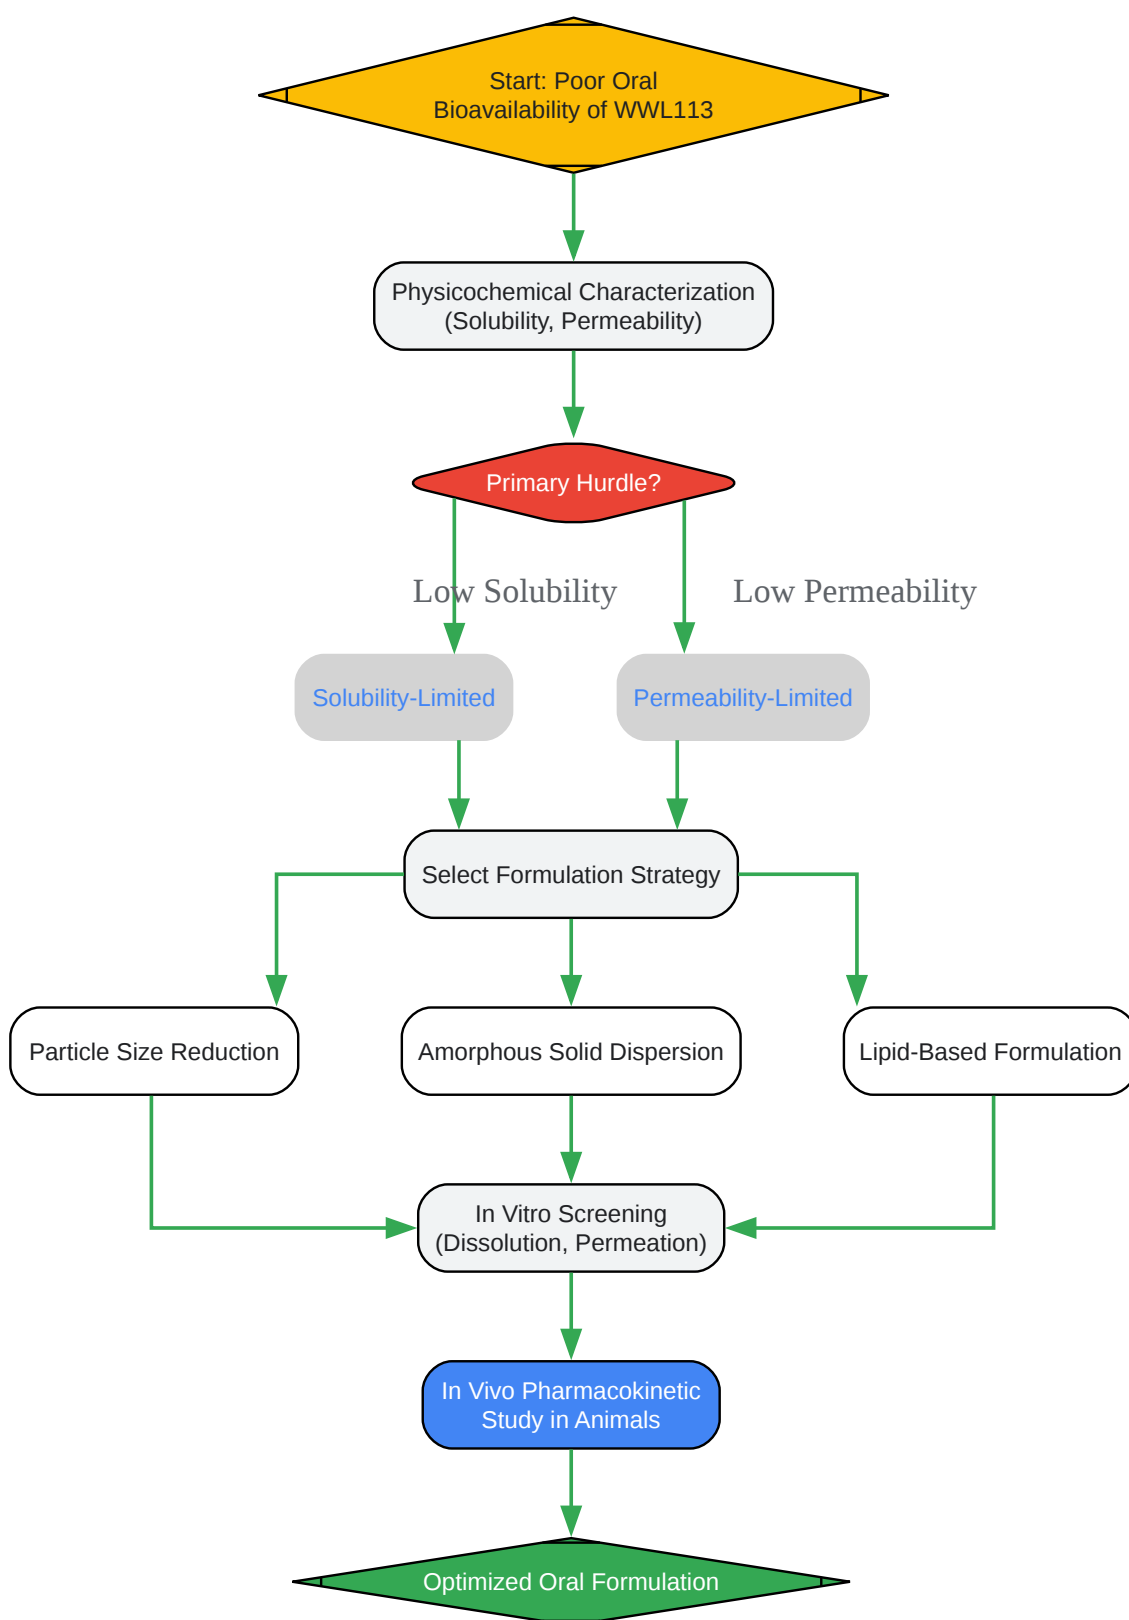 Start: Poor Oral
Bioavailability of WWL113
Physicochemical Characterization
(Solubility, Permeability)
Primary Hurdle?
Low Solubility
Low Permeability
Solubility-Limited
Permeability-Limited
Select Formulation Strategy
Particle Size Reduction
Amorphous Solid Dispersion
Lipid-Based Formulation
In Vitro Screening
(Dissolution, Permeation)
In Vivo Pharmacokinetic
Study in Animals
Optimized Oral Formulation